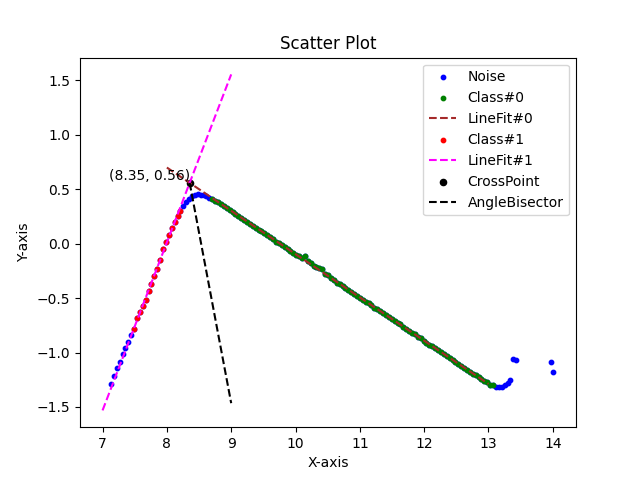 Scatter Plot
Noise
Class#0
LineFit#0
Class#1
LineFit#1
CrossPoint
AngleBisector
(8.35, 0.56)
Y-axis
1.5
1.0
0.5
0.0
−0.5
−1.0
−1.5
7 8 9 10 11 12 13 14
X-axis